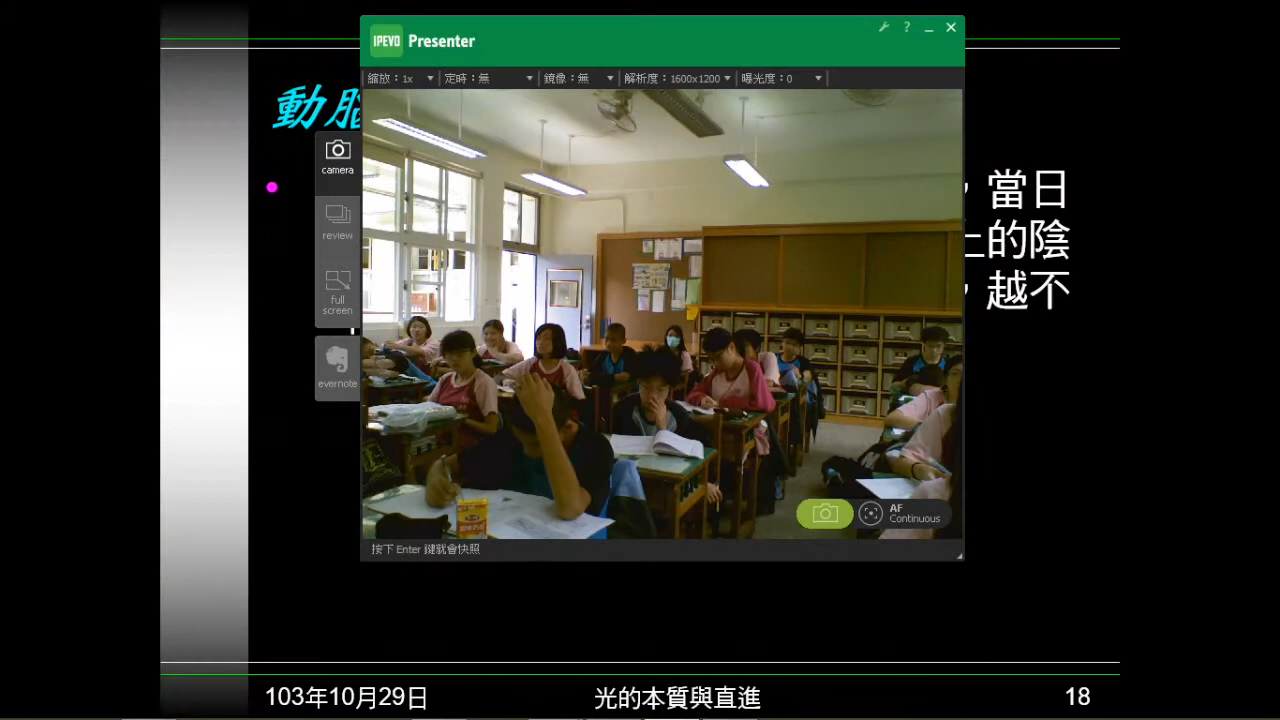 IPEVO Presenter
縮放：1x 定時：無 鏡像：無 解析度：1600x1200 曝光度：0
動腦
camera
，當日
review
上的陰
，越不
full
screen
evernote
AF
Continuous
按下 Enter 鍵就會快照
103年10月29日 光的本質與直進 18